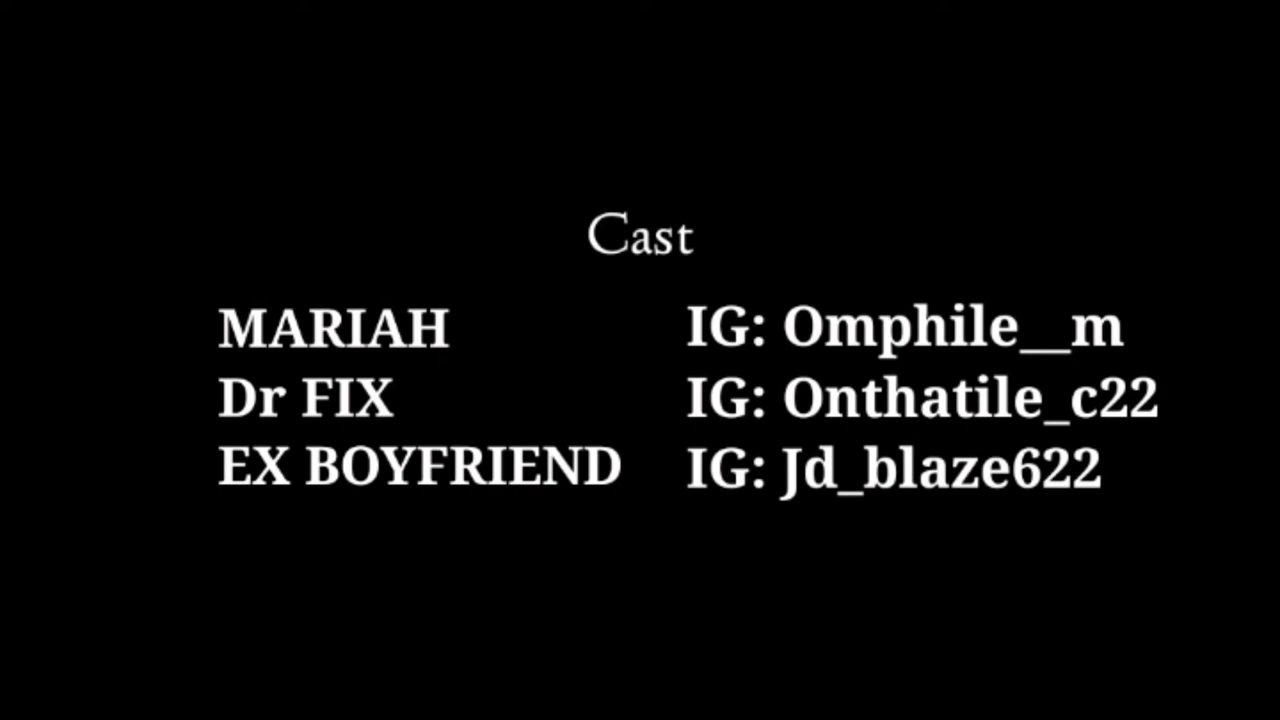 Cast
MARIAH IG: Omphile__m
Dr FIX IG: Onthatile_c22
EX BOYFRIEND IG: Jd_blaze622